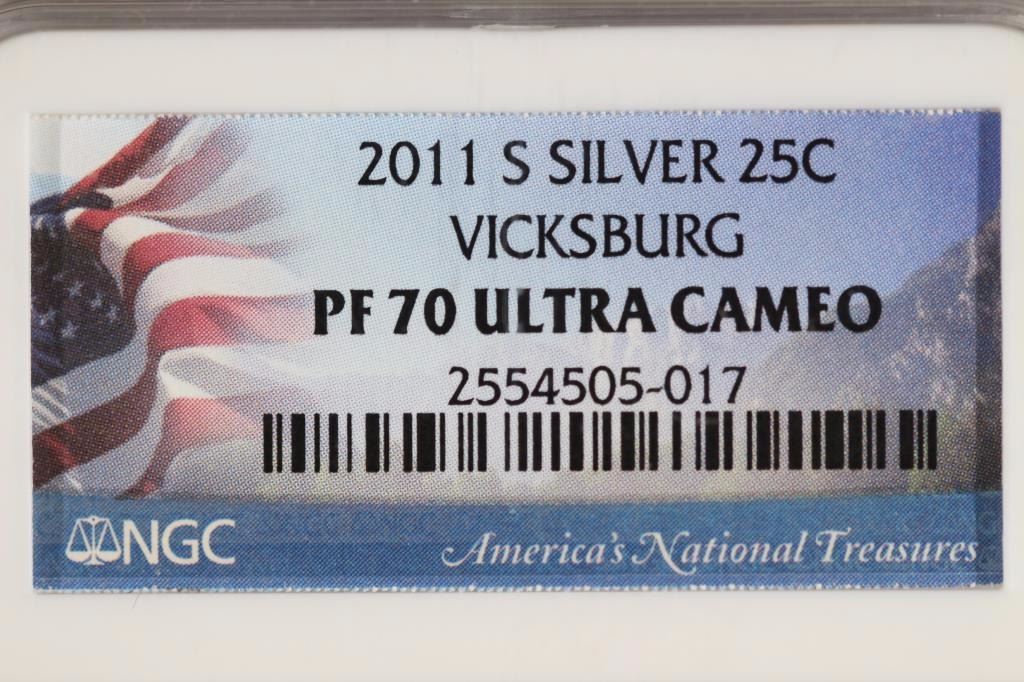 2011 S SILVER 25C
VICKSBURG
PF 70 ULTRA CAMEO
2554505-017
NGC America's National Treasures